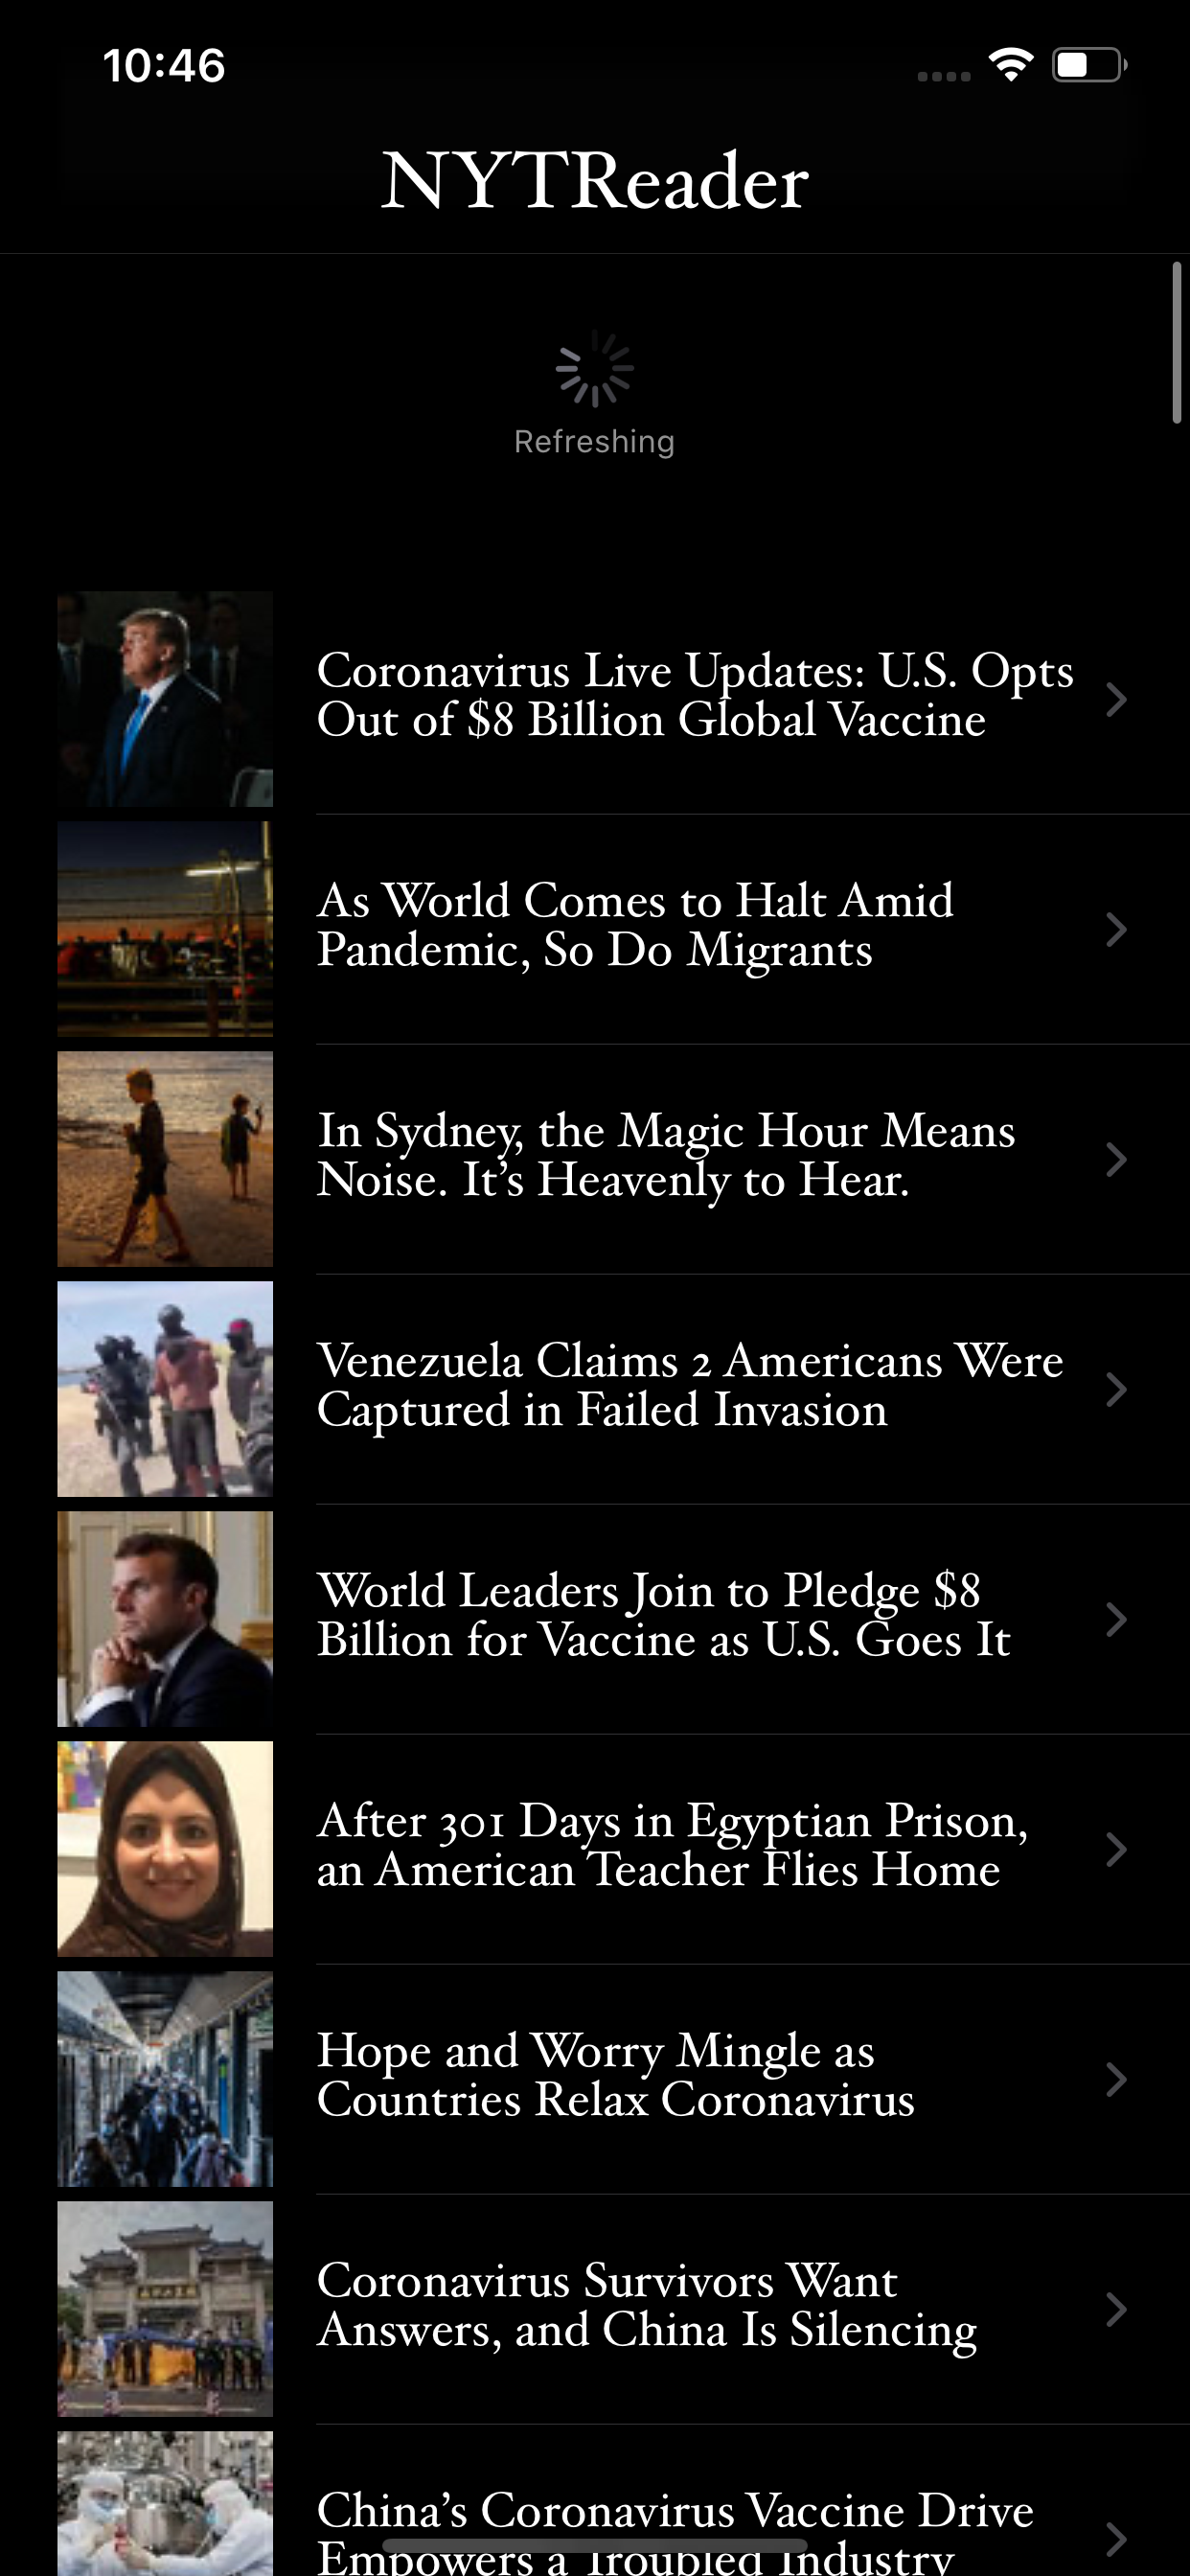 10:46
NYTReader
Refreshing
Coronavirus Live Updates: U.S. Opts
Out of $8 Billion Global Vaccine
As World Comes to Halt Amid
Pandemic, So Do Migrants
In Sydney, the Magic Hour Means
Noise. It’s Heavenly to Hear.
Venezuela Claims 2 Americans Were
Captured in Failed Invasion
World Leaders Join to Pledge $8
Billion for Vaccine as U.S. Goes It
After 301 Days in Egyptian Prison,
an American Teacher Flies Home
Hope and Worry Mingle as
Countries Relax Coronavirus
Coronavirus Survivors Want
Answers, and China Is Silencing
China’s Coronavirus Vaccine Drive
Empowers a Troubled Industry